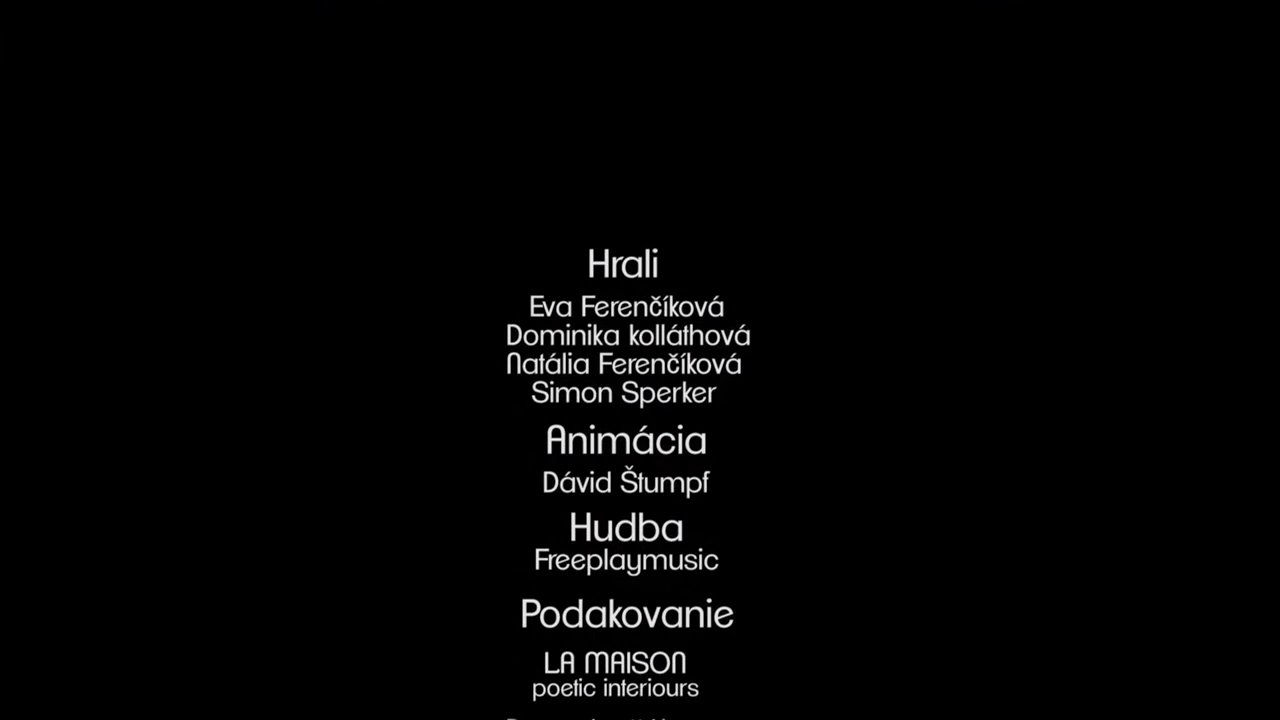 Hrali
Eva Ferenčíková
Dominika kolláthová
Natália Ferenčíková
Simon Sperker
Animácia
Dávid Štumpf
Hudba
Freeplaymusic
Podakovanie
LA MAISON
poetic interiours